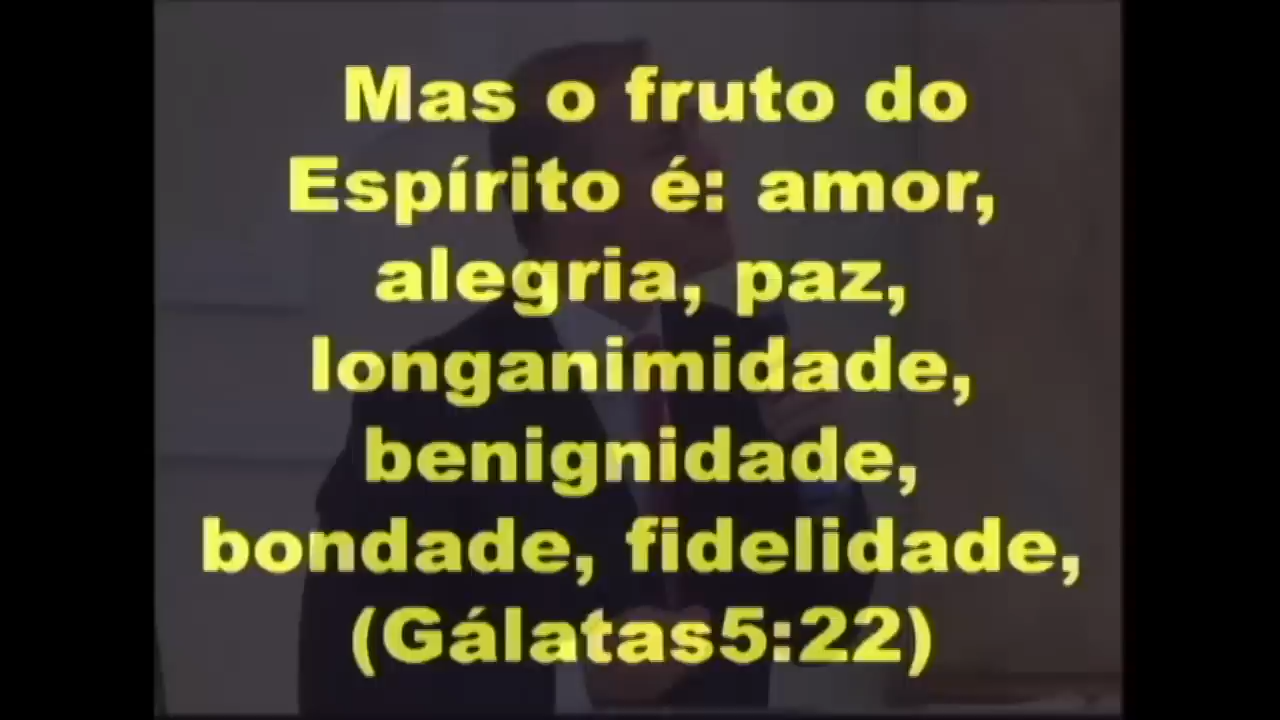 Mas o fruto do
Espírito é: amor,
alegria, paz,
longanimidade,
benignidade,
bondade, fidelidade,
(Gálatas5:22)